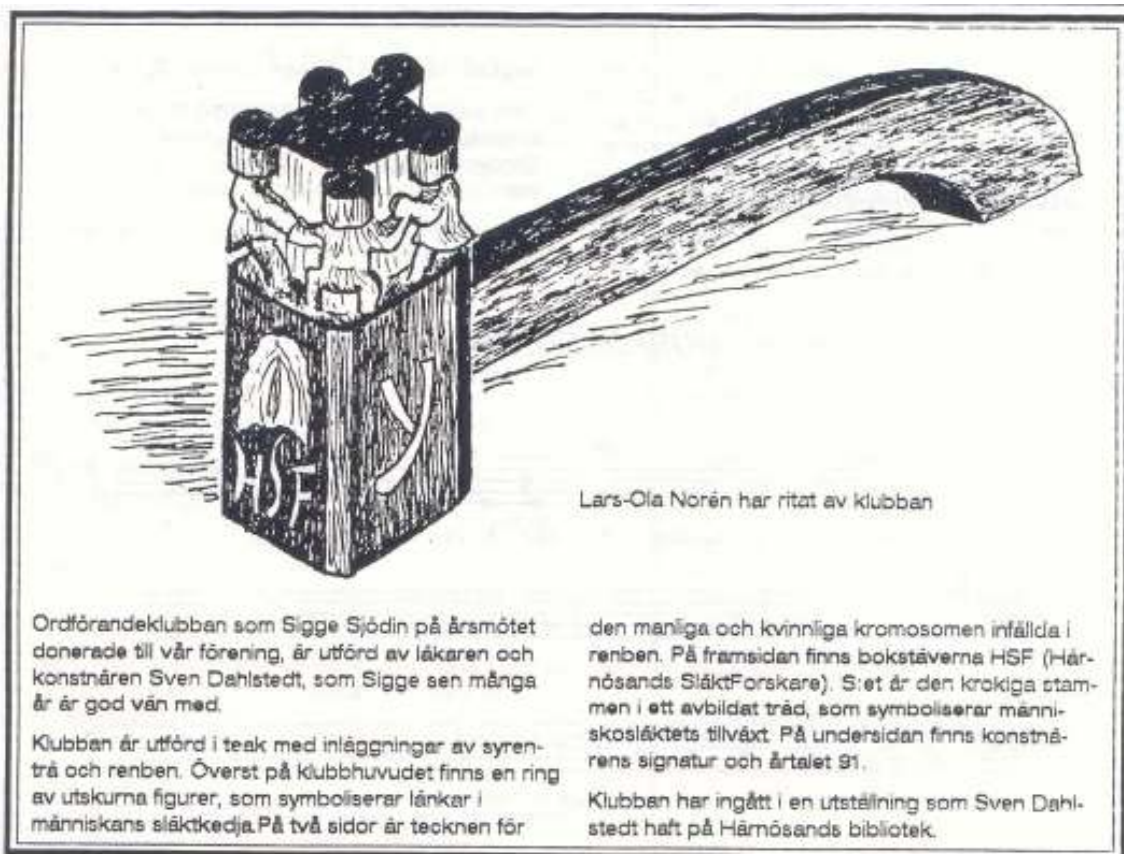 HSF
Lars-Ola Norén har ritat av klubban
Ordförandeklubban som Sigge Sjödin på årsmötet
donerade till vår förening, är utförd av läkaren och
konstnären Sven Dahlstedt, som Sigge sen många
år är god vän med.
Klubban är utförd i teak med inläggningar av syren-
trä och renben. Överst på klubbhuvudet finns en ring
av utskurna figurer, som symboliserar länkar i
människans släktkedja.På två sidor är tecknen för
den manliga och kvinnliga kromosomen infällda i
renben. På framsidan finns bokstäverna HSF (Här-
nösands SläktForskare). S:et är den krokiga stam-
men i ett avbildat träd, som symboliserar männi-
skosläktets tillväxt. På undersidan finns konstnä-
rens signatur och årtalet 91.
Klubban har ingått i en utställning som Sven Dahl-
stedt haft på Härnösands bibliotek.